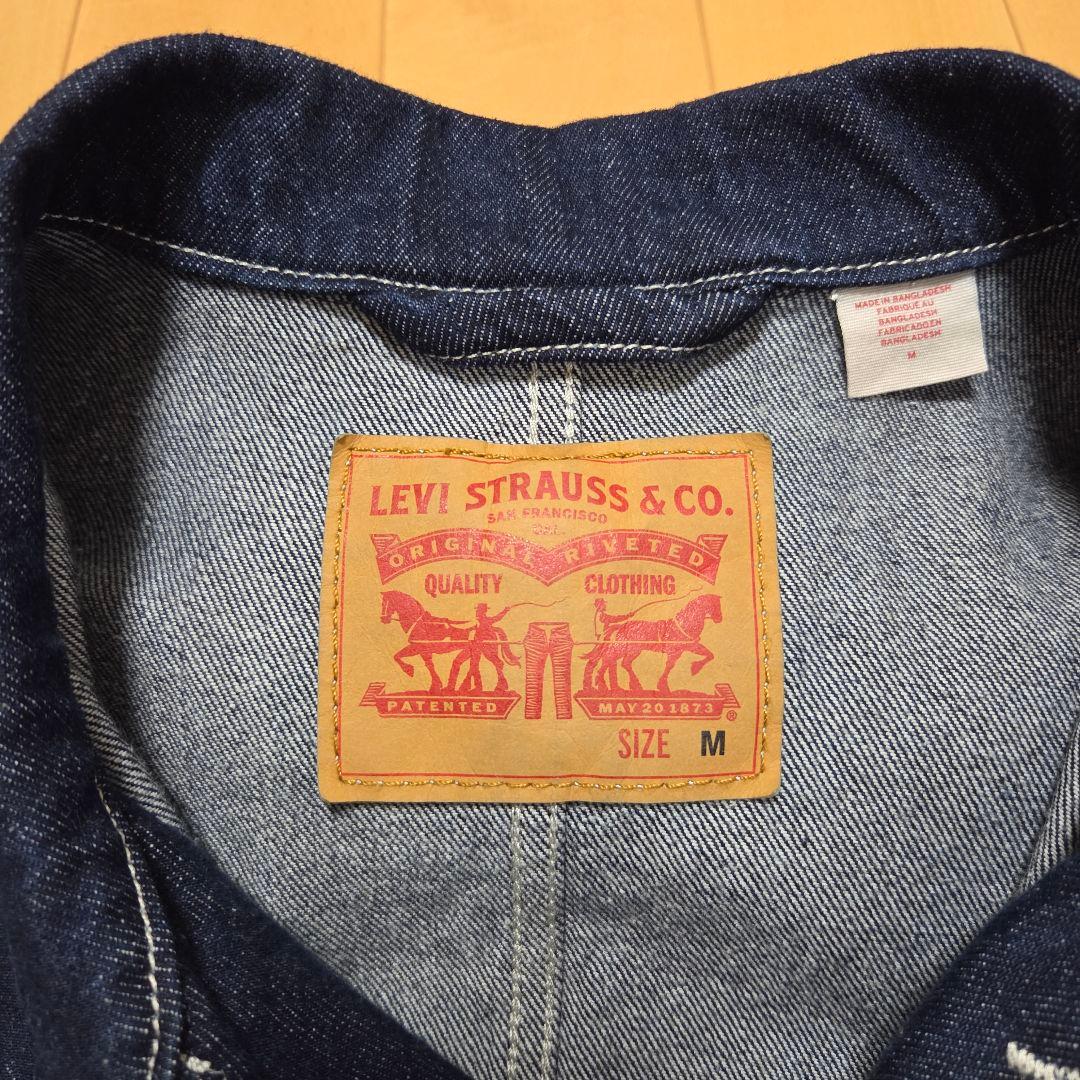 MADE IN BANGLADESH
FABRIQUE AU
BANGLADESH
FABRICADO EN
BANGLADESH
M
LEVI STRAUSS & CO.
SAN FRANCISCO
CAL.
ORIGINAL RIVETED
QUALITY CLOTHING
PATENTED MAY 20 1873 ®
SIZE M